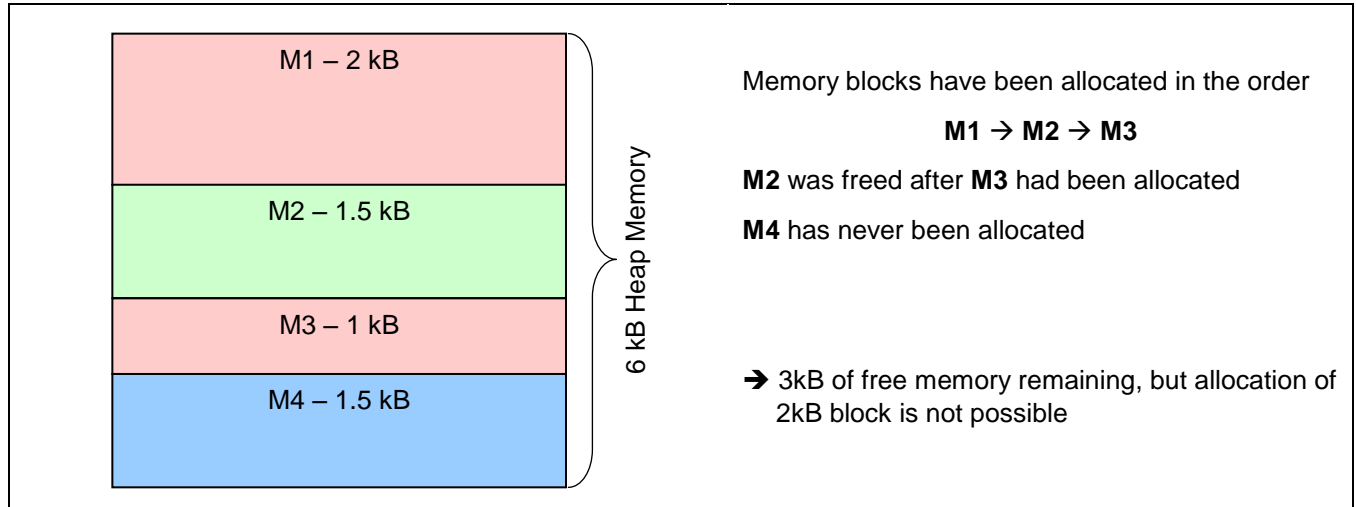 M1 – 2 kB
M2 – 1.5 kB
M3 – 1 kB
M4 – 1.5 kB
6 kB Heap Memory
Memory blocks have been allocated in the order
M1 → M2 → M3
M2 was freed after M3 had been allocated
M4 has never been allocated
➔ 3kB of free memory remaining, but allocation of
2kB block is not possible